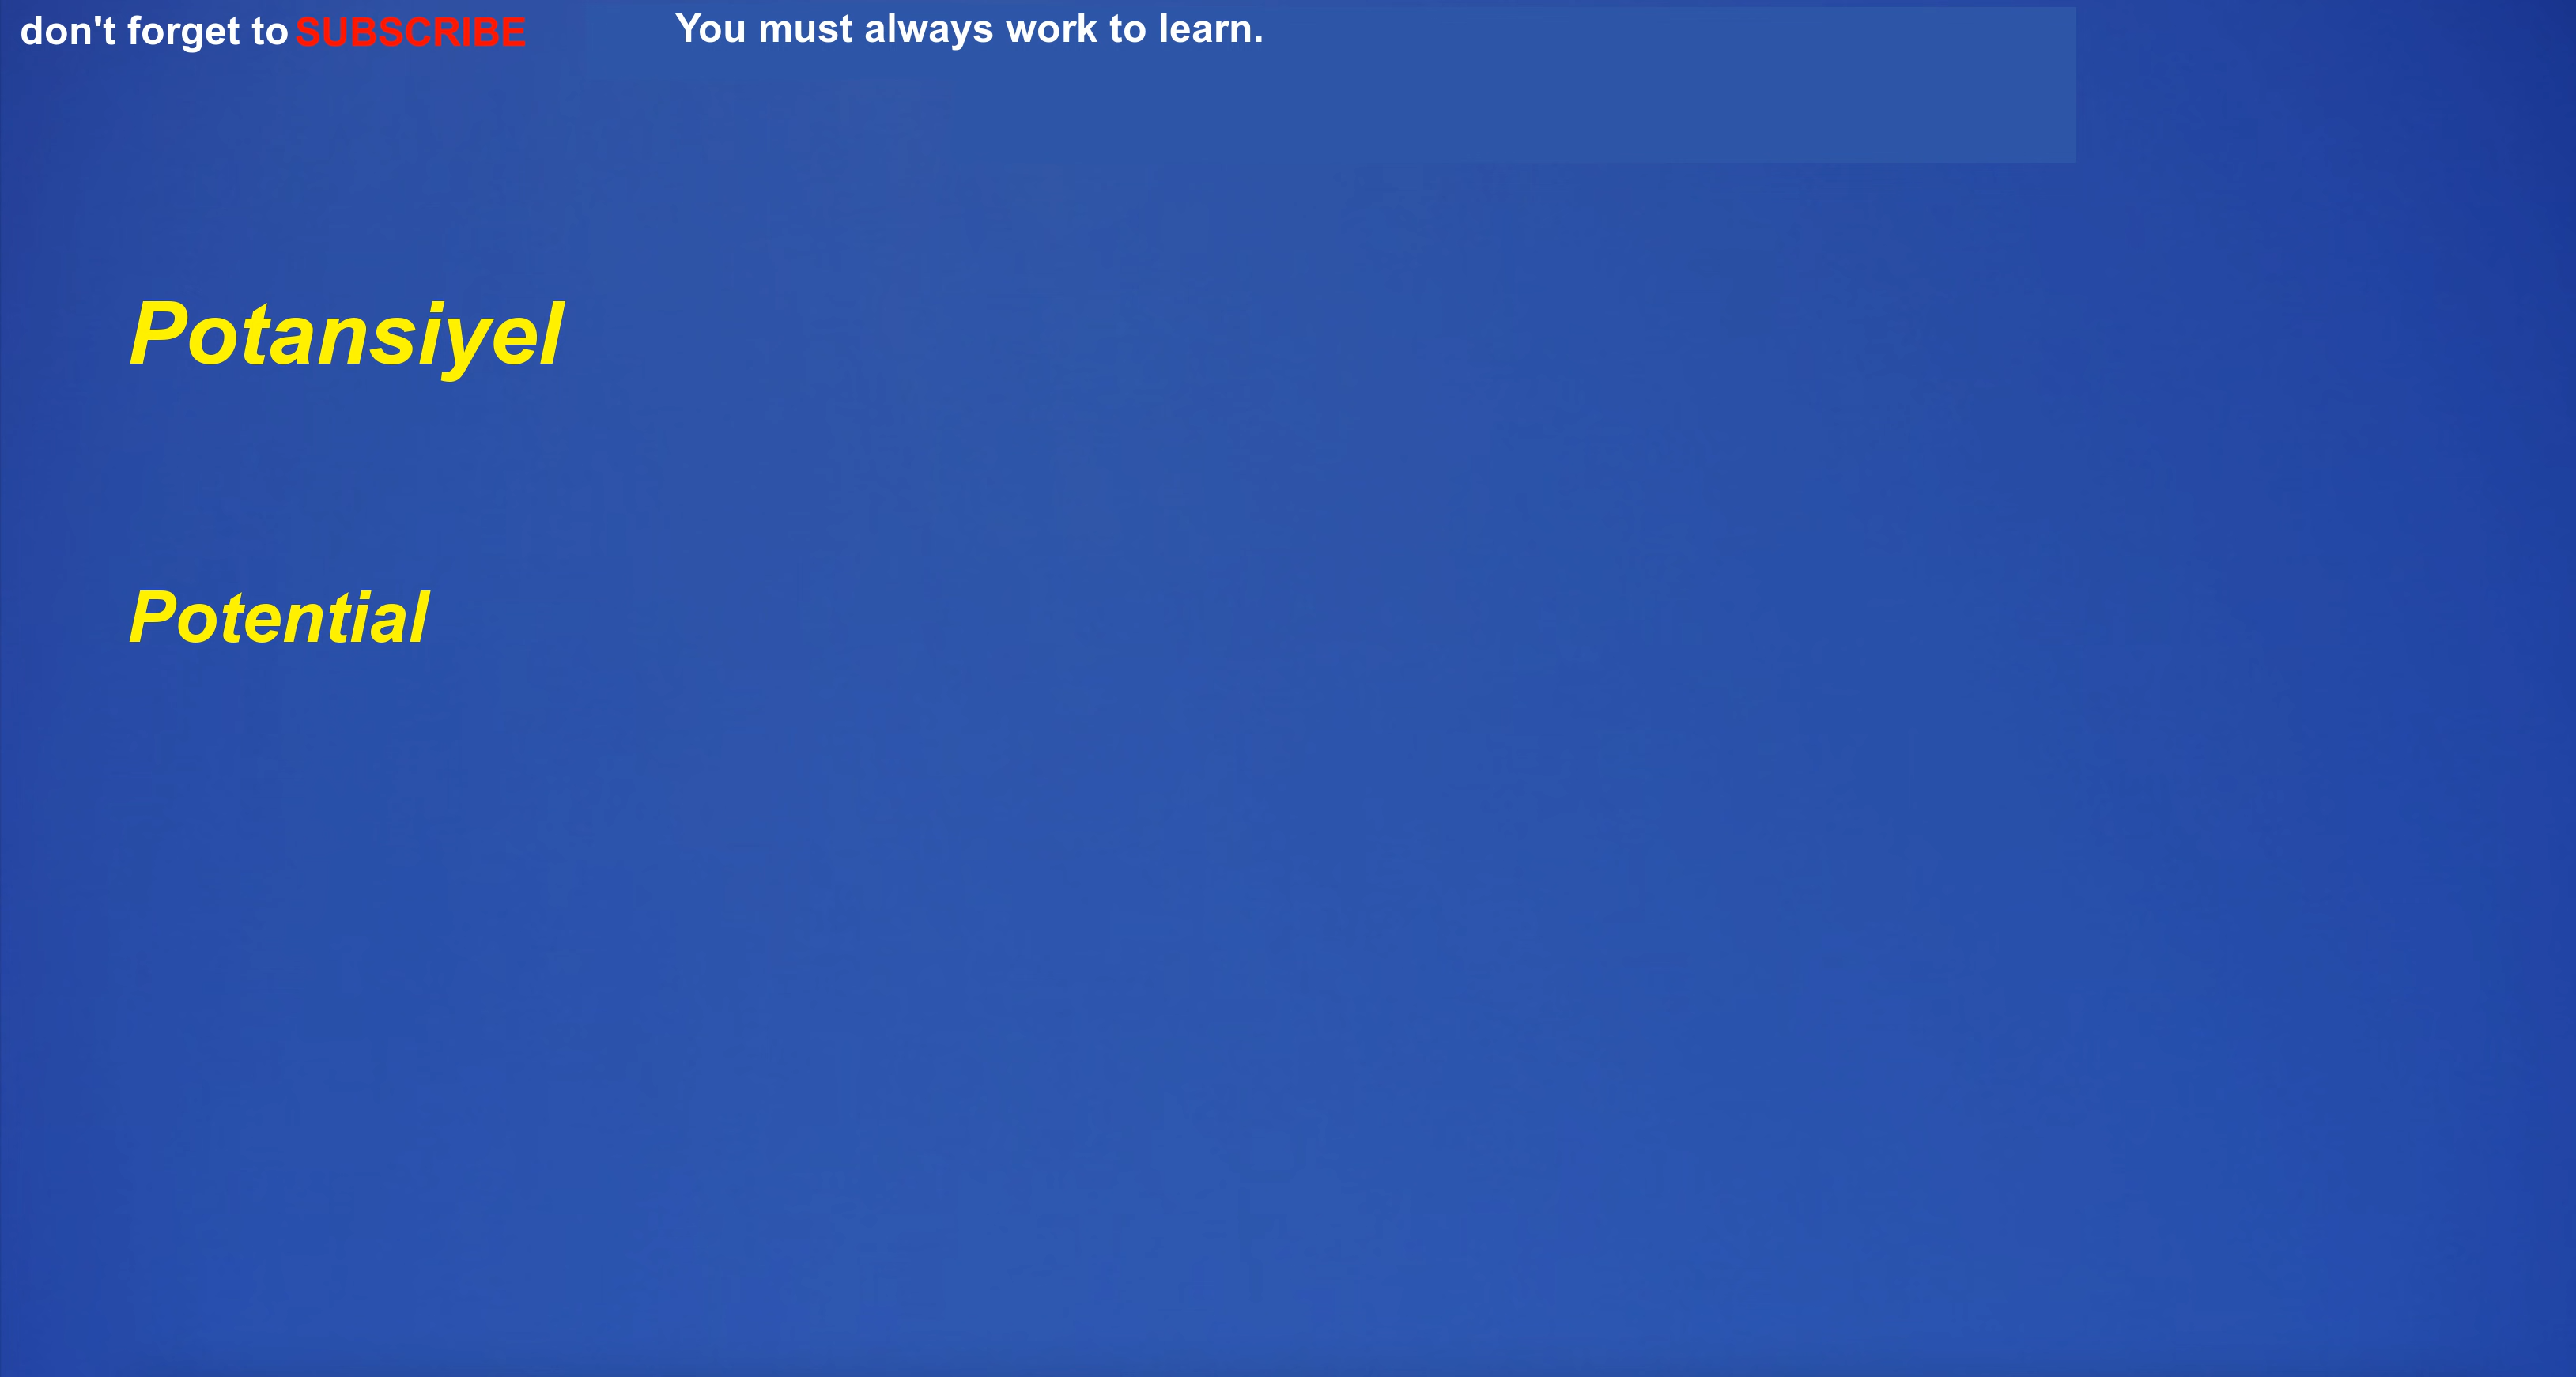 don't forget to SUBSCRIBE
You must always work to learn.
Potansiyel
Potential